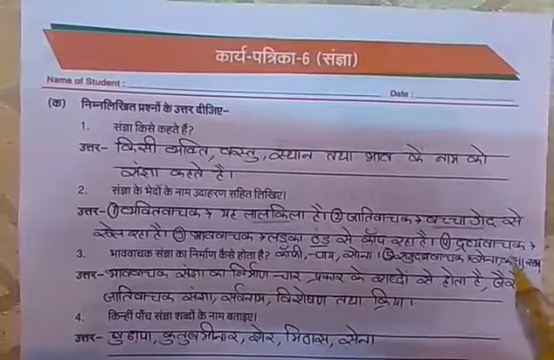 कार्य-पत्रिका-6 (संज्ञा)
Name of Student : Date :
(क) निम्नलिखित प्रश्नों के उत्तर दीजिए–
1. संज्ञा किसे कहते हैं?
उत्तर- किसी व्यक्ति, वस्तु, स्थान तथा भाव के नाम को
संज्ञा कहते है।
2. संज्ञा के भेदों के नाम उदाहरण सहित लिखिए।
उत्तर- ① व्यक्तिवाचक → यह लालकिला है। ② जातिवाचक → बच्चा गेंद से
खेल रहा है। ③ भाववाचक → लड़का ठंड से काँप रहा है। ④ द्रव्यवाचक →
3. भाववाचक संज्ञा का निर्माण कैसे होता है? कॉफी, चाय, सोना। ⑤ समुदायवाचक → सेना,
उत्तर- भाववाचक संज्ञा का निर्माण चार प्रकार के शब्दों से होता है, जैसे
जातिवाचक संज्ञा, सर्वनाम, विशेषण तथा क्रिया।
4. किन्हीं पाँच संज्ञा शब्दों के नाम बताइए।
उत्तर- बुढ़ापा, कुतुबमीनार, शेर, मिठास, सेना